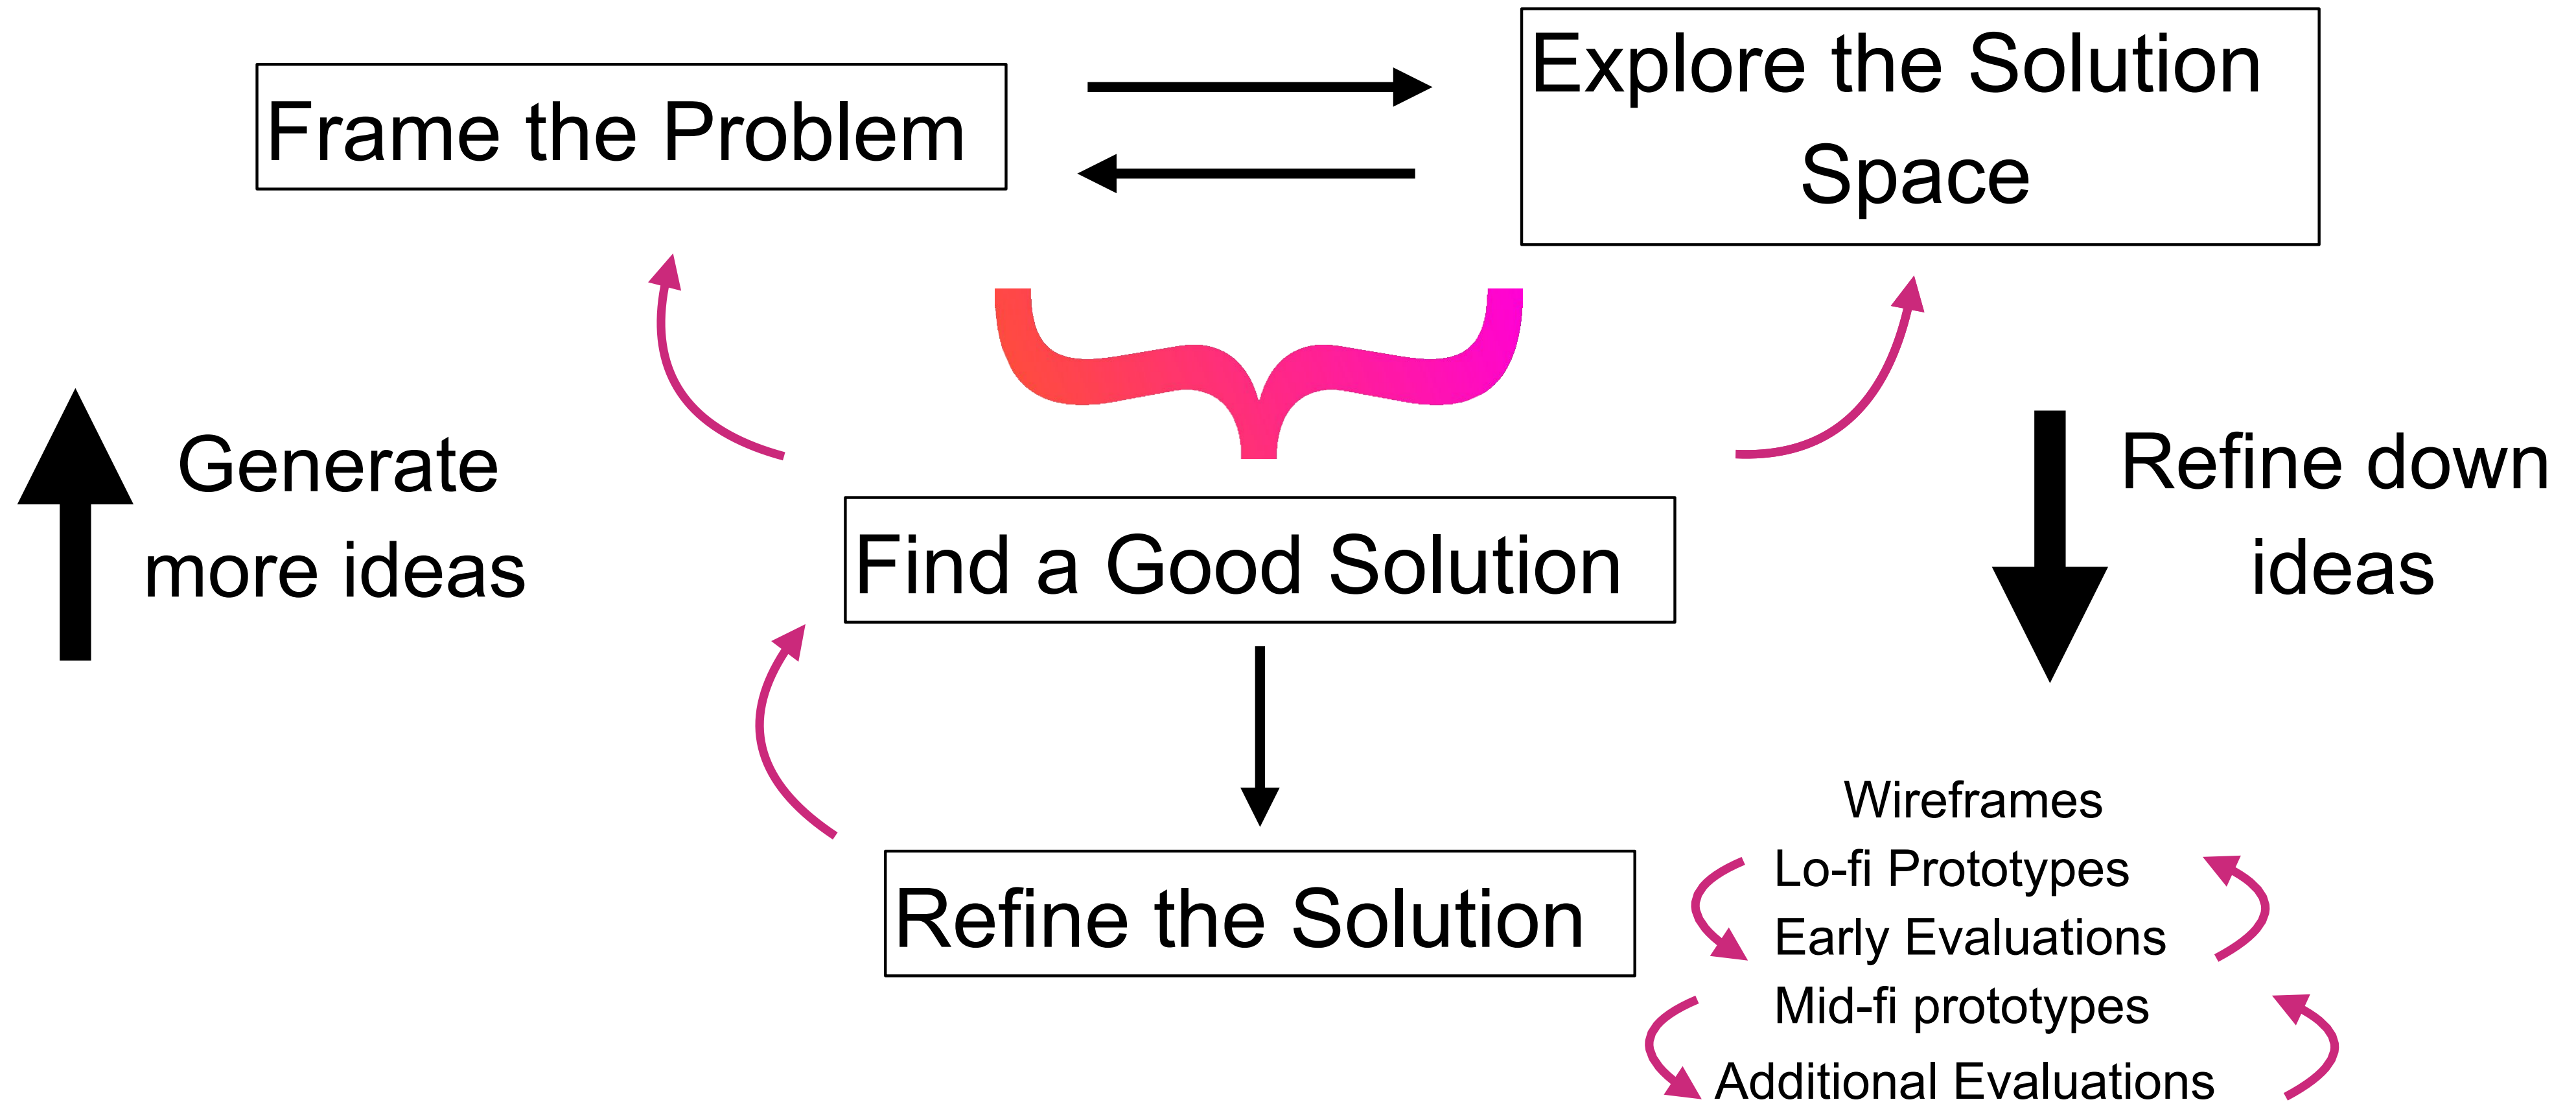 Frame the Problem
Explore the Solution
Space
Generate
more ideas
Find a Good Solution
Refine down
ideas
Refine the Solution
Wireframes
Lo-fi Prototypes
Early Evaluations
Mid-fi prototypes
Additional Evaluations